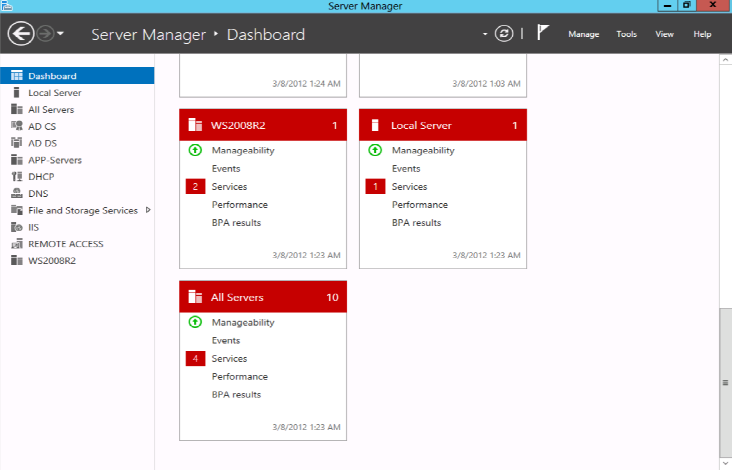 Server Manager
Server Manager • Dashboard
Manage Tools View Help
Dashboard
Local Server
All Servers
AD CS
AD DS
APP-Servers
DHCP
DNS
File and Storage Services
IIS
REMOTE ACCESS
WS2008R2
3/8/2012 1:24 AM
3/8/2012 1:03 AM
WS2008R2 1
Manageability
Events
2 Services
Performance
BPA results
3/8/2012 1:23 AM
Local Server 1
Manageability
Events
1 Services
Performance
BPA results
3/8/2012 1:23 AM
All Servers 10
Manageability
Events
4 Services
Performance
BPA results
3/8/2012 1:23 AM